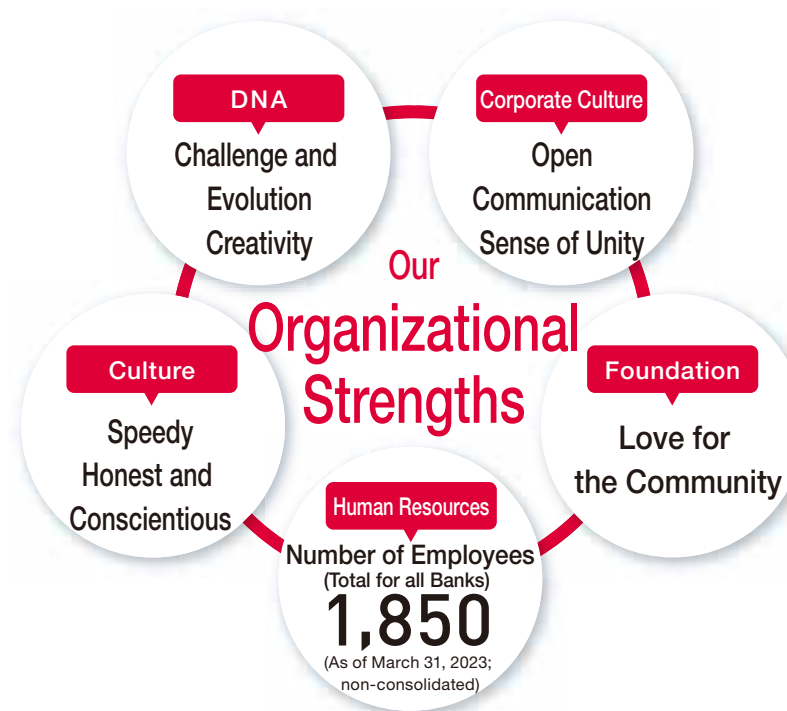 Our
Organizational
Strengths
DNA
Challenge and
Evolution
Creativity
Corporate Culture
Open
Communication
Sense of Unity
Culture
Speedy
Honest and
Conscientious
Foundation
Love for
the Community
Human Resources
Number of Employees
(Total for all Banks)
1,850
(As of March 31, 2023;
non-consolidated)